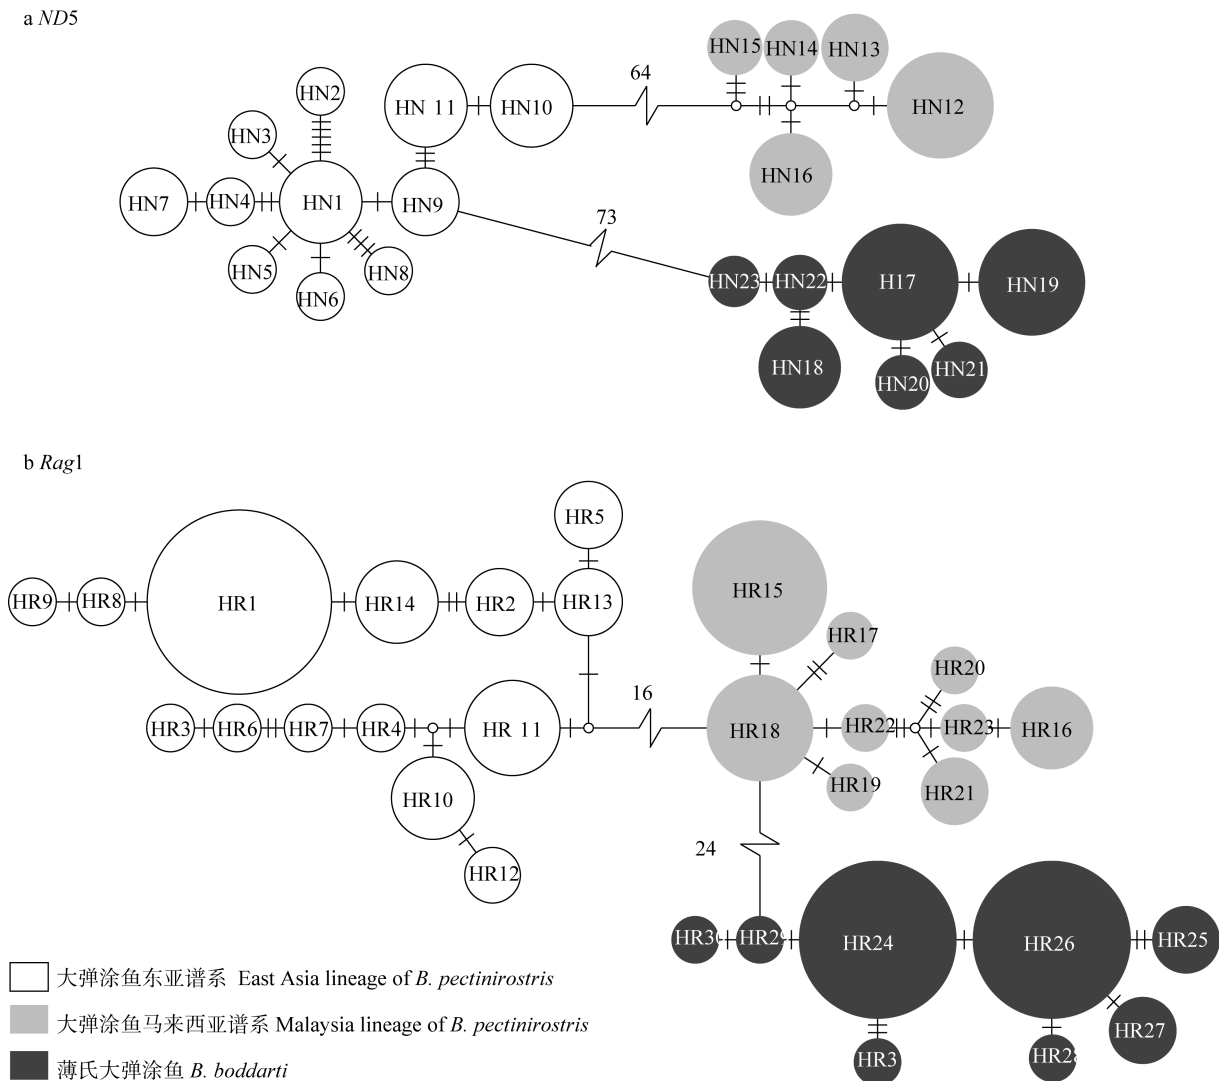 a ND5
HN15 HN14 HN13
64
HN2 HN 11 HN10 HN12
HN3
HN16
HN7 HN4 HN1 HN9
73
HN5 HN8 HN23 HN22 H17 HN19
HN6
HN18 HN20 HN21
b Rag1
HR5
HR15
HR9 HR8 HR1 HR14 HR2 HR13
HR17
HR20
16
HR3 HR6 HR7 HR4 HR 11 HR18 HR22 HR23 HR16
HR19 HR21
HR10
24
HR12
HR3 HR2 HR24 HR26 HR25
HR27
HR3 HR2
大弹涂鱼东亚谱系 East Asia lineage of B. pectinirostris
大弹涂鱼马来西亚谱系 Malaysia lineage of B. pectinirostris
薄氏大弹涂鱼 B. boddarti